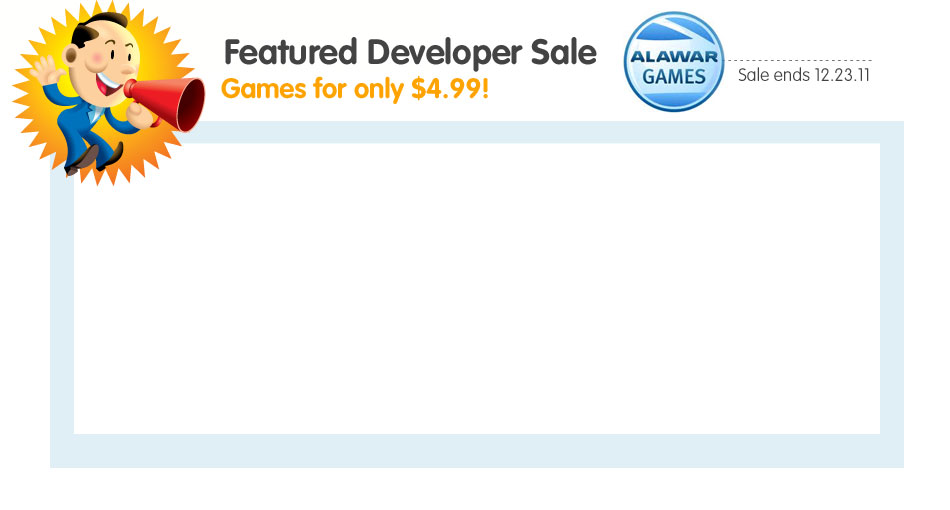 Featured Developer Sale
Games for only $4.99!
ALAWAR
GAMES
Sale ends 12.23.11